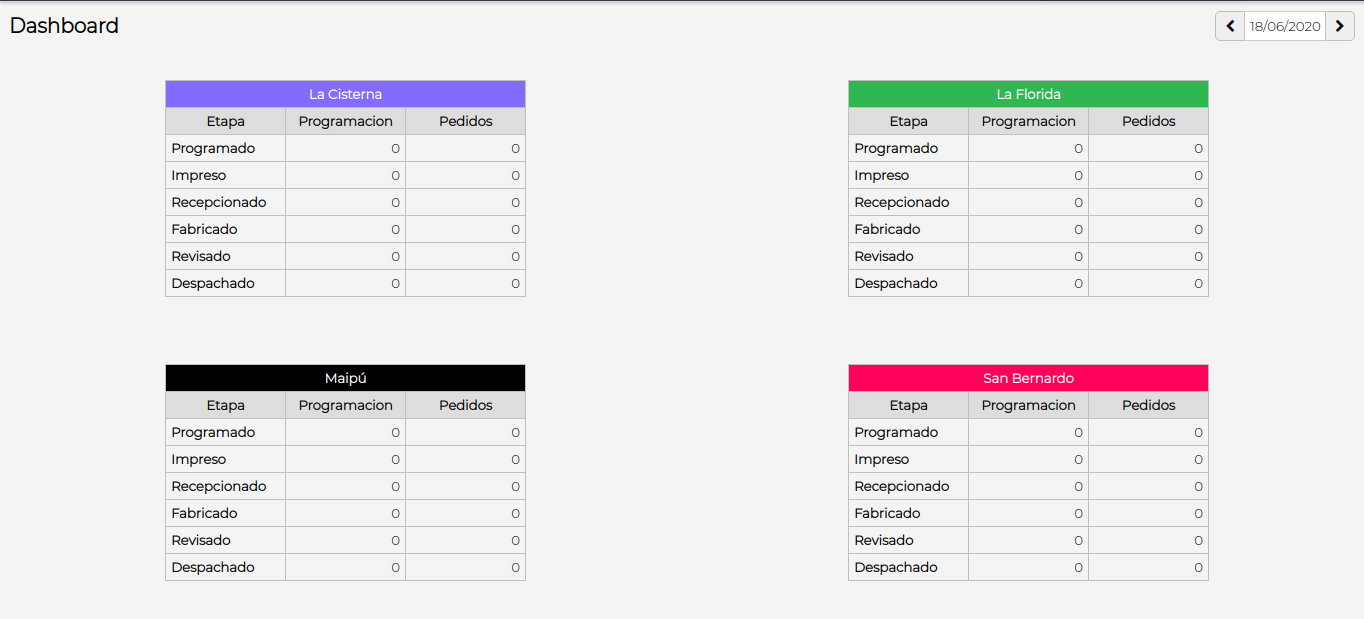 Dashboard
18/06/2020
La Cisterna
Etapa Programacion Pedidos
Programado 0 0
Impreso 0 0
Recepcionado 0 0
Fabricado 0 0
Revisado 0 0
Despachado 0 0
La Florida
Etapa Programacion Pedidos
Programado 0 0
Impreso 0 0
Recepcionado 0 0
Fabricado 0 0
Revisado 0 0
Despachado 0 0
Maipú
Etapa Programacion Pedidos
Programado 0 0
Impreso 0 0
Recepcionado 0 0
Fabricado 0 0
Revisado 0 0
Despachado 0 0
San Bernardo
Etapa Programacion Pedidos
Programado 0 0
Impreso 0 0
Recepcionado 0 0
Fabricado 0 0
Revisado 0 0
Despachado 0 0